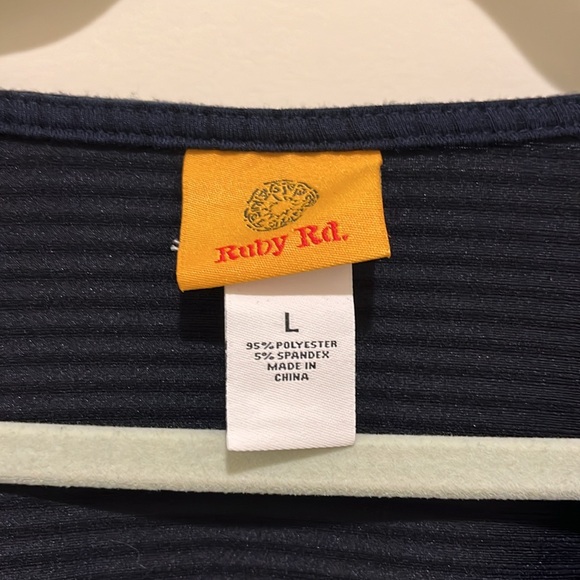 Ruby Rd.
L
95% POLYESTER
5% SPANDEX
MADE IN
CHINA